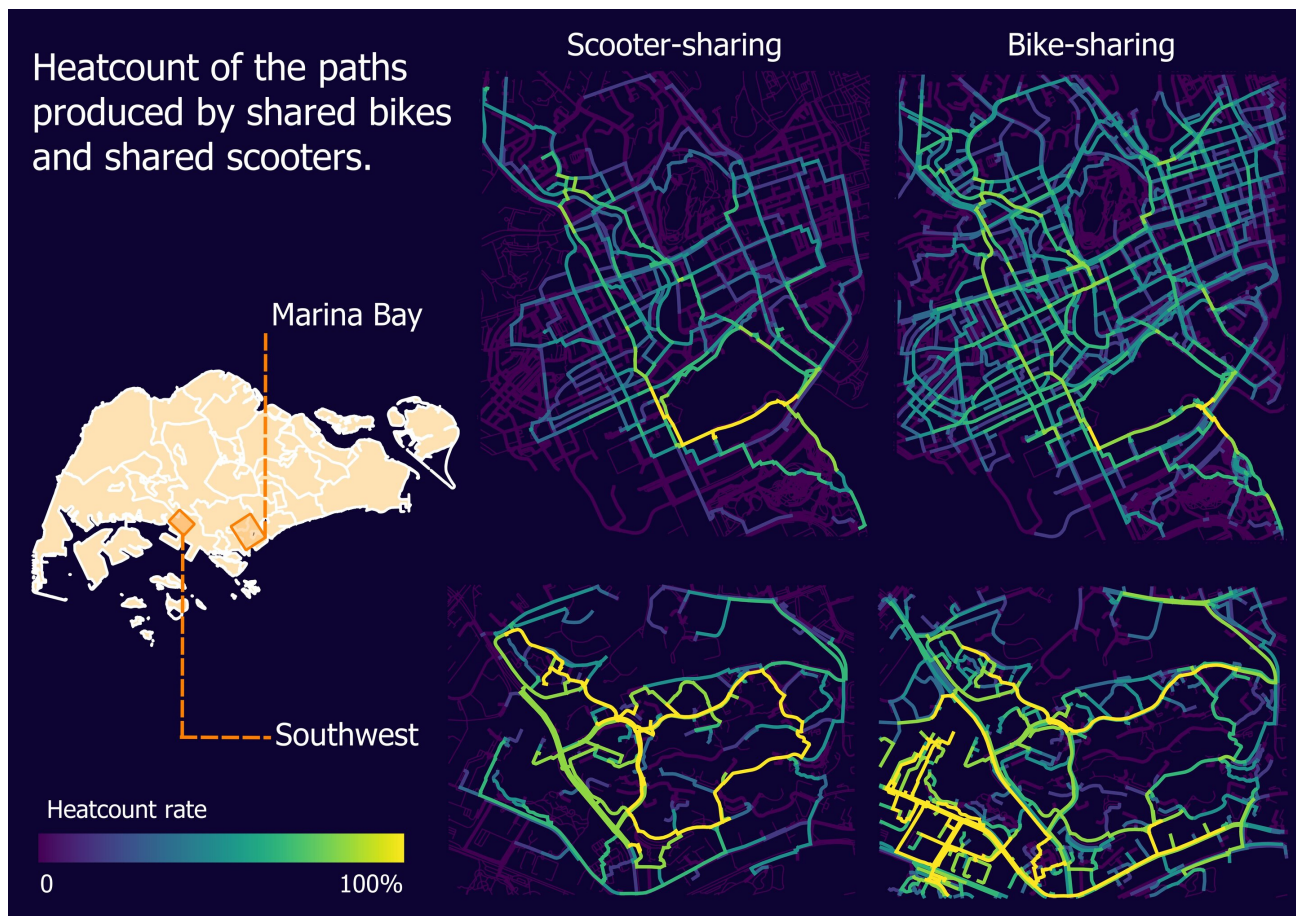 Heatcount of the paths
produced by shared bikes
and shared scooters.
Scooter-sharing
Bike-sharing
Marina Bay
Southwest
Heatcount rate
0
100%